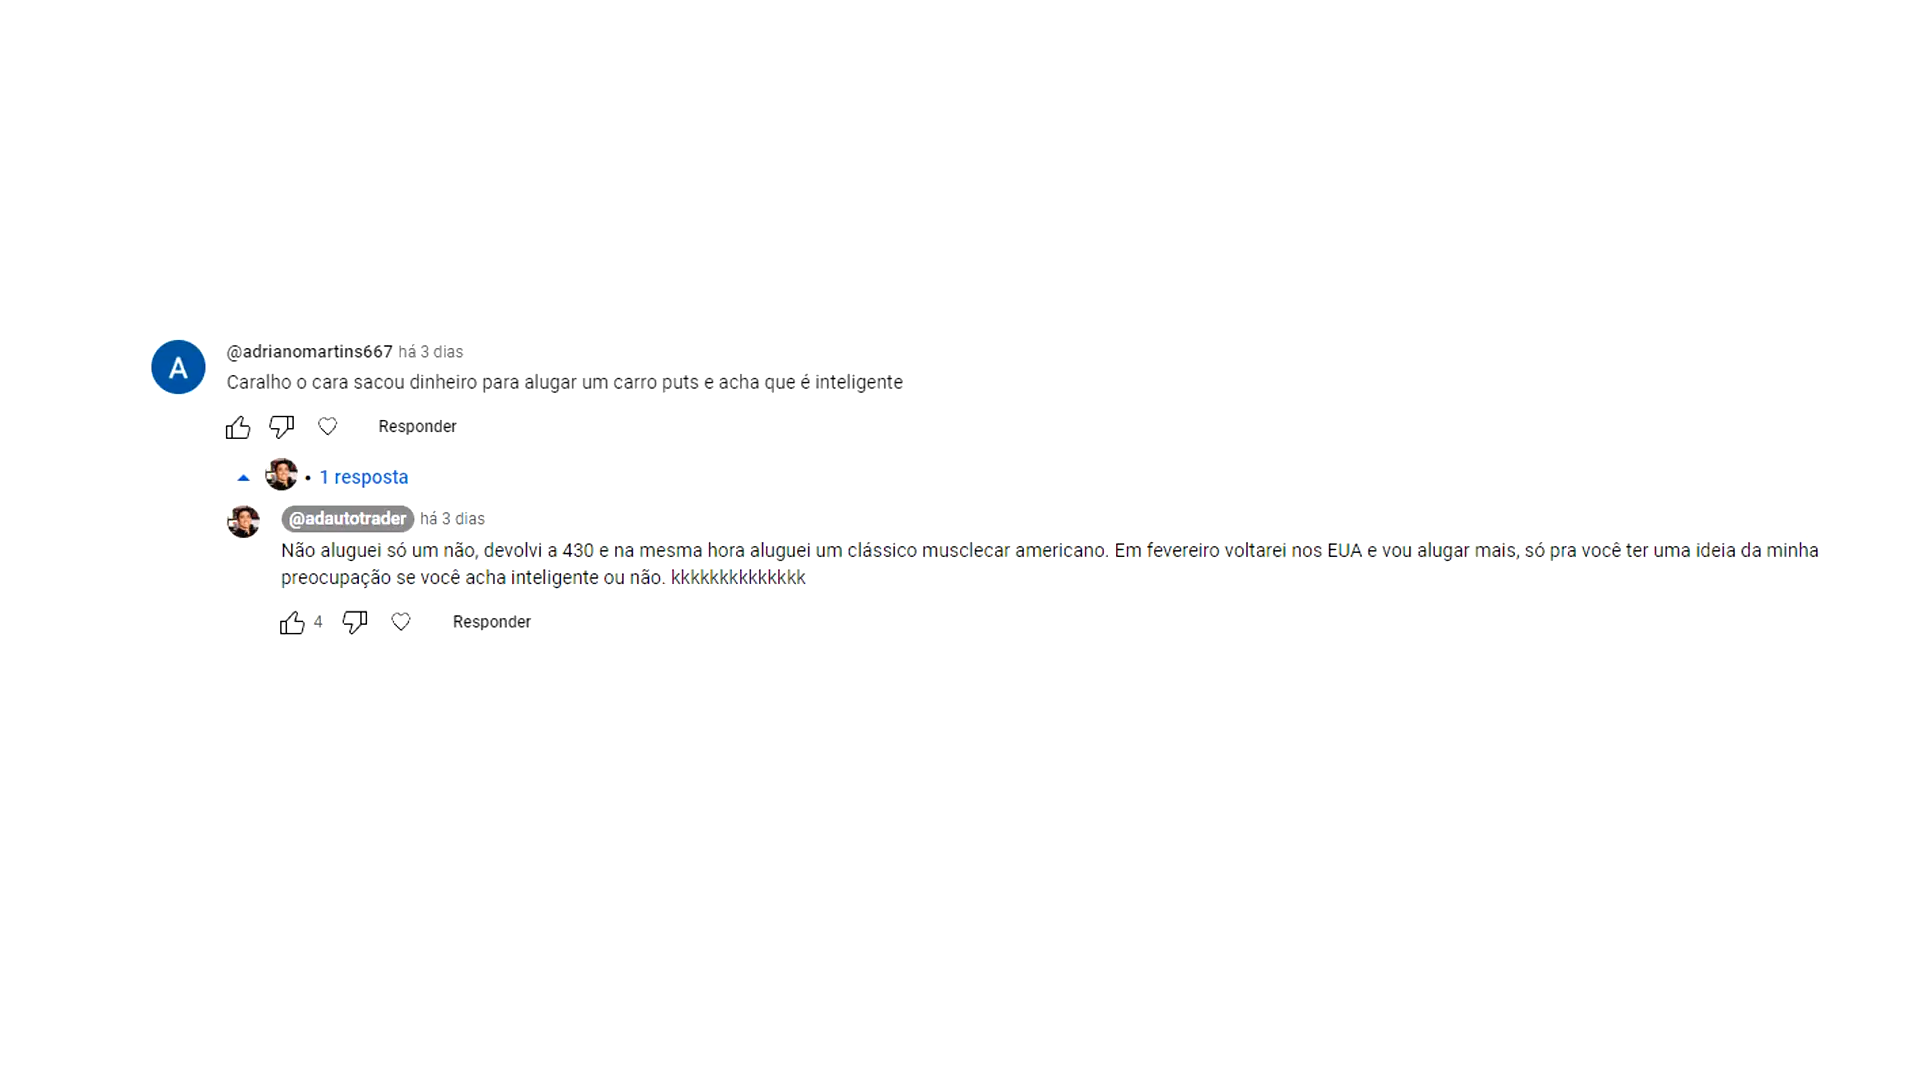 A
@adrianomartins667 há 3 dias
Caralho o cara sacou dinheiro para alugar um carro puts e acha que é inteligente
Responder
• 1 resposta
@adautotrader há 3 dias
Não aluguei só um não, devolvi a 430 e na mesma hora aluguei um clássico musclecar americano. Em fevereiro voltarei nos EUA e vou alugar mais, só pra você ter uma ideia da minha
preocupação se você acha inteligente ou não. kkkkkkkkkkkkkk
4 Responder